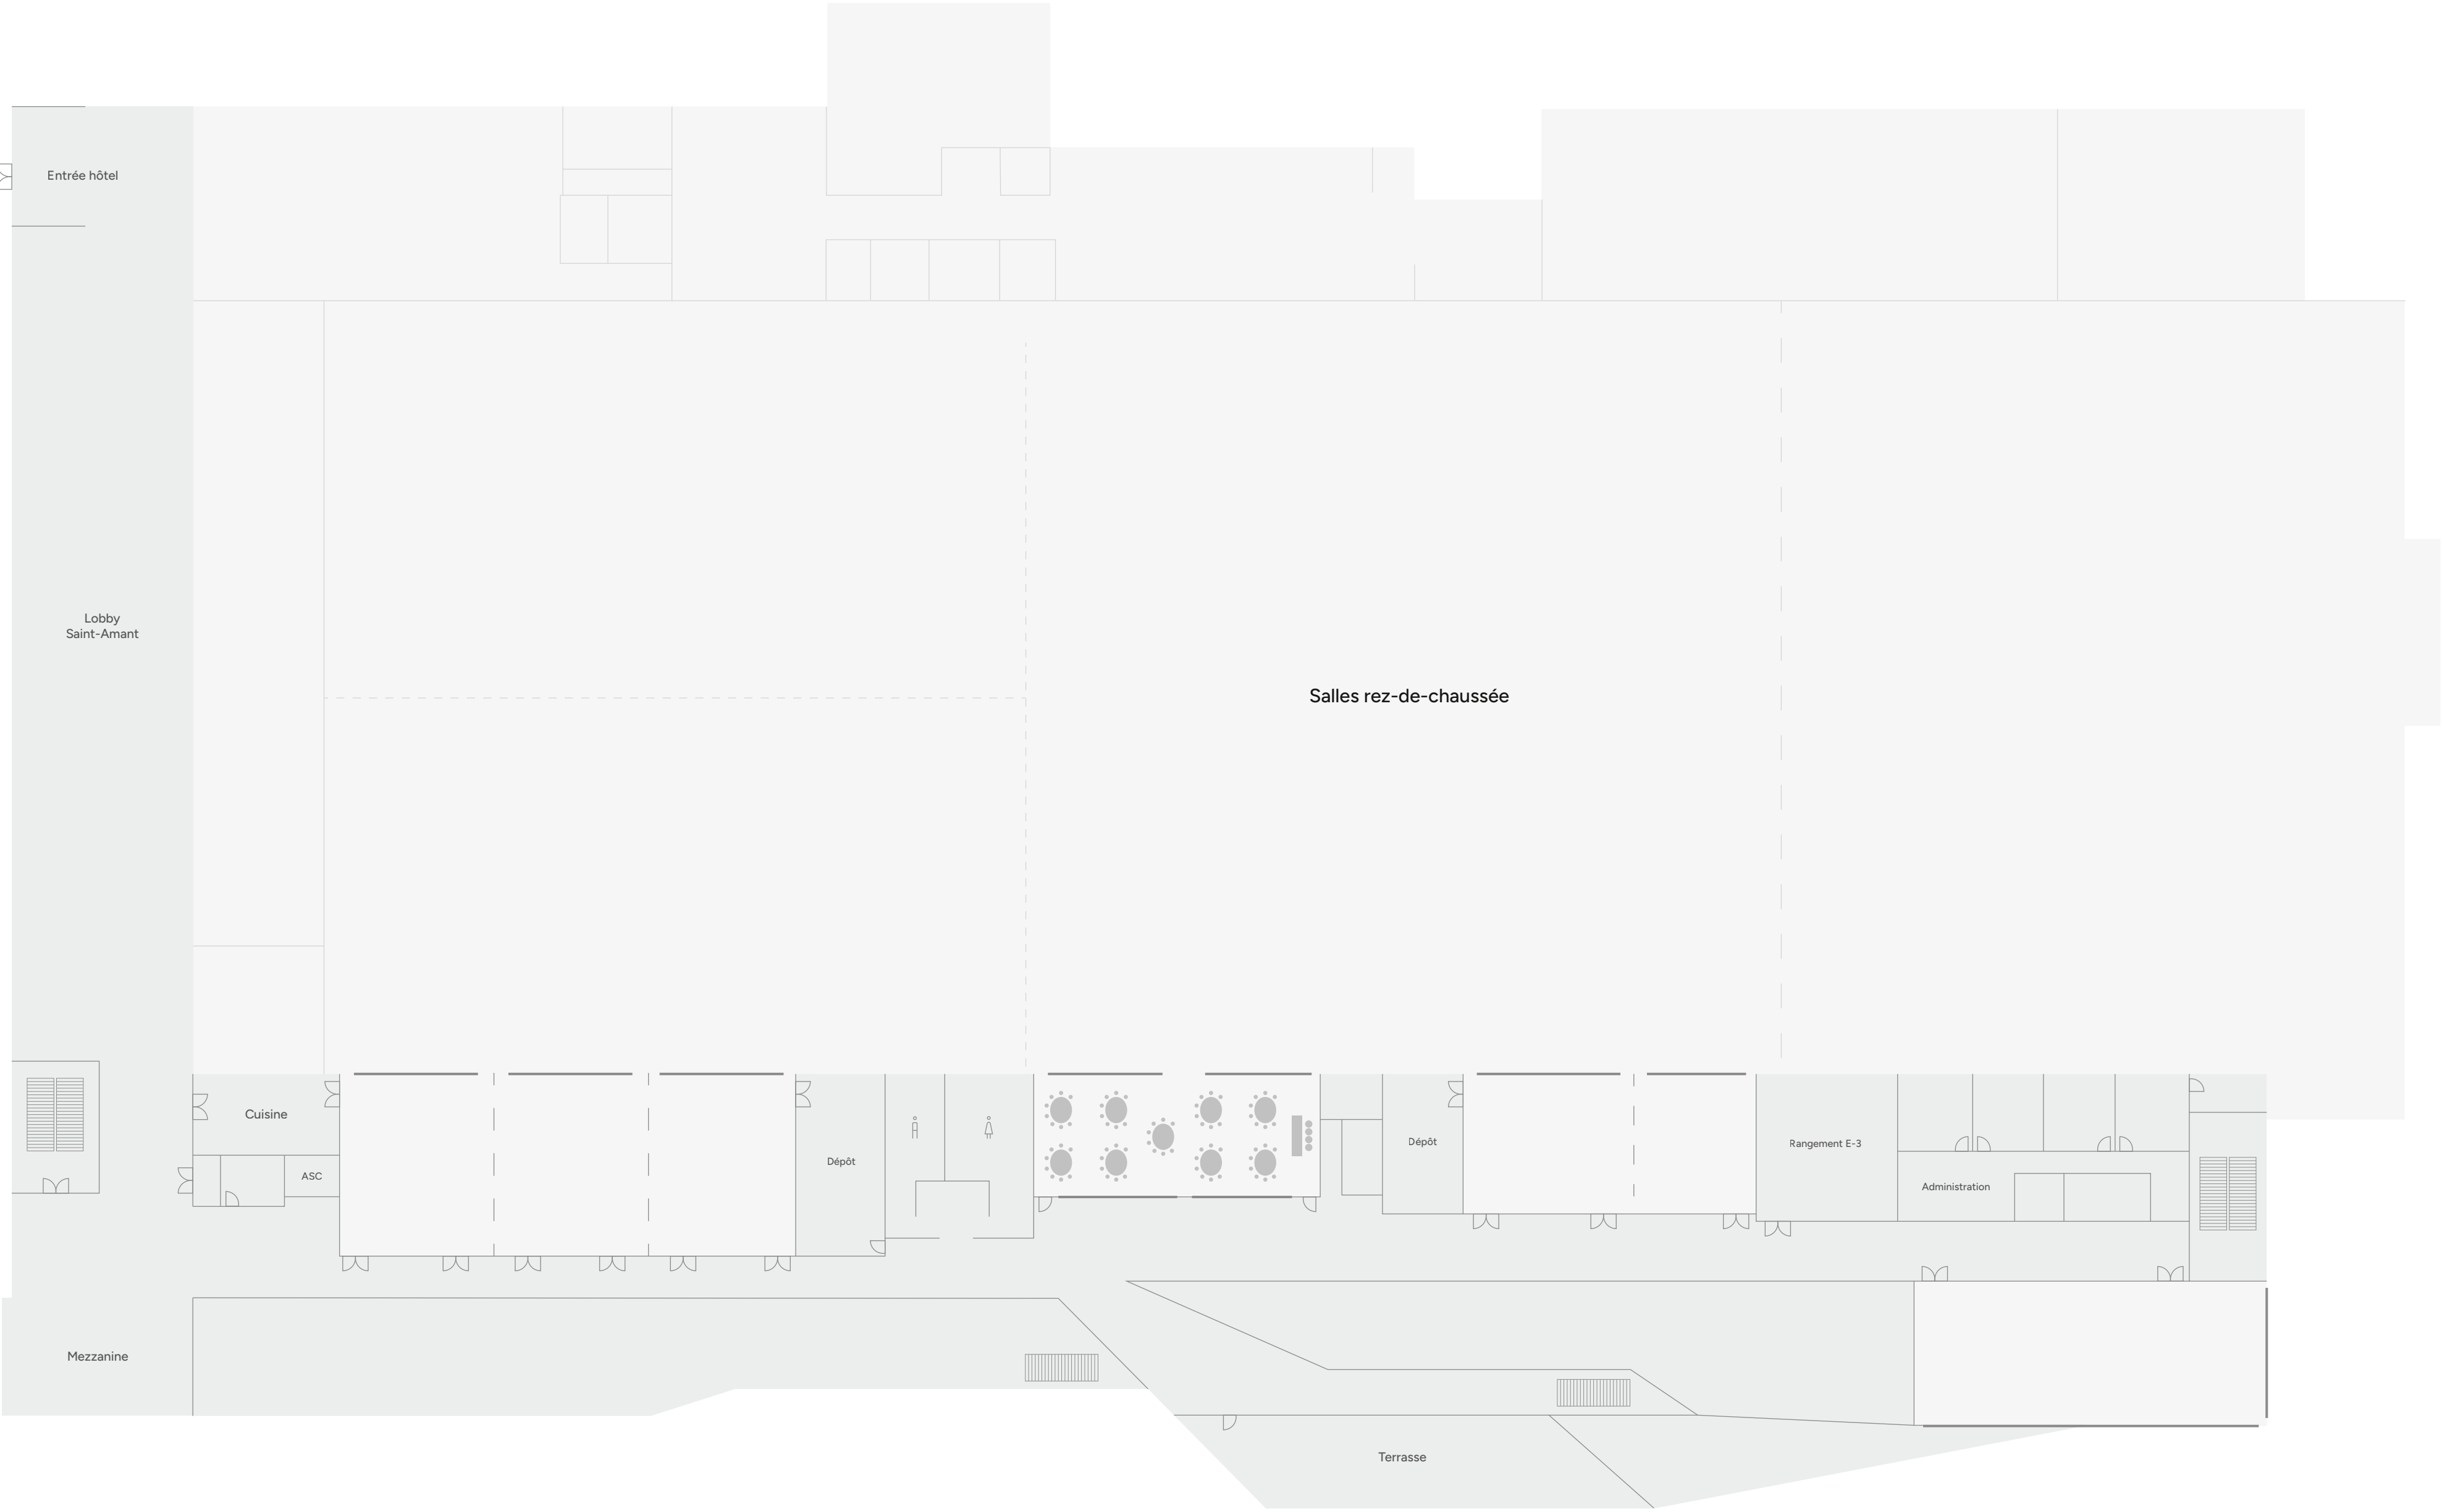 Entrée hôtel
Lobby
Saint-Amant
Salles rez-de-chaussée
Cuisine
ASC
Dépôt
Dépôt
Rangement E-3
Administration
Mezzanine
Terrasse